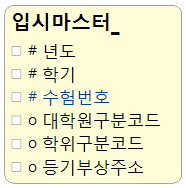 입시마스터_
# 년도
# 학기
# 수험번호
o 대학원구분코드
o 학위구분코드
o 등기부상주소